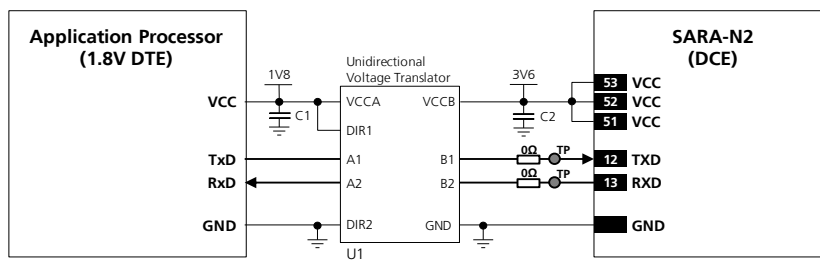 Application Processor
(1.8V DTE)
VCC
TxD
RxD
GND
1V8
C1
Unidirectional
Voltage Translator
VCCA
DIR1
A1
A2
DIR2
VCCB
B1
B2
GND
U1
3V6
C2
0Ω
TP
0Ω
TP
SARA-N2
(DCE)
53 VCC
52 VCC
51 VCC
12 TXD
13 RXD
GND